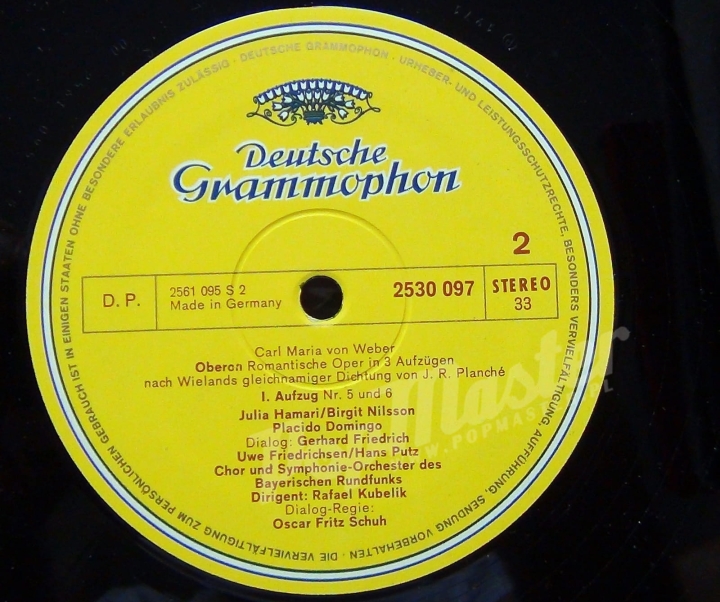 DIE VERVIELFÄLTIGUNG ZUM PERSÖNLICHEN GEBRAUCH IST IN EINIGEN STAATEN OHNE BESONDERE ERLAUBNIS ZULÄSSIG · DEUTSCHE GRAMMOPHON · URHEBER- UND LEISTUNGSSCHUTZRECHTE, BESONDERS VERVIELFÄLTIGUNG, AUFFÜHRUNG, SENDUNG VORBEHALTEN ·
Deutsche
Grammophon
2
D. P.
2561 095 S 2
Made in Germany
2530 097
STEREO
33
Carl Maria von Weber
Oberon Romantische Oper in 3 Aufzügen
nach Wielands gleichnamiger Dichtung von J. R. Planché
I. Aufzug Nr. 5 und 6
Julia Hamari/Birgit Nilsson
Placido Domingo
Dialog: Gerhard Friedrich
Uwe Friedrichsen/Hans Putz
Chor und Symphonie-Orchester des
Bayerischen Rundfunks
Dirigent: Rafael Kubelik
Dialog-Regie:
Oscar Fritz Schuh
Master
WWW.POPMASTER.PL